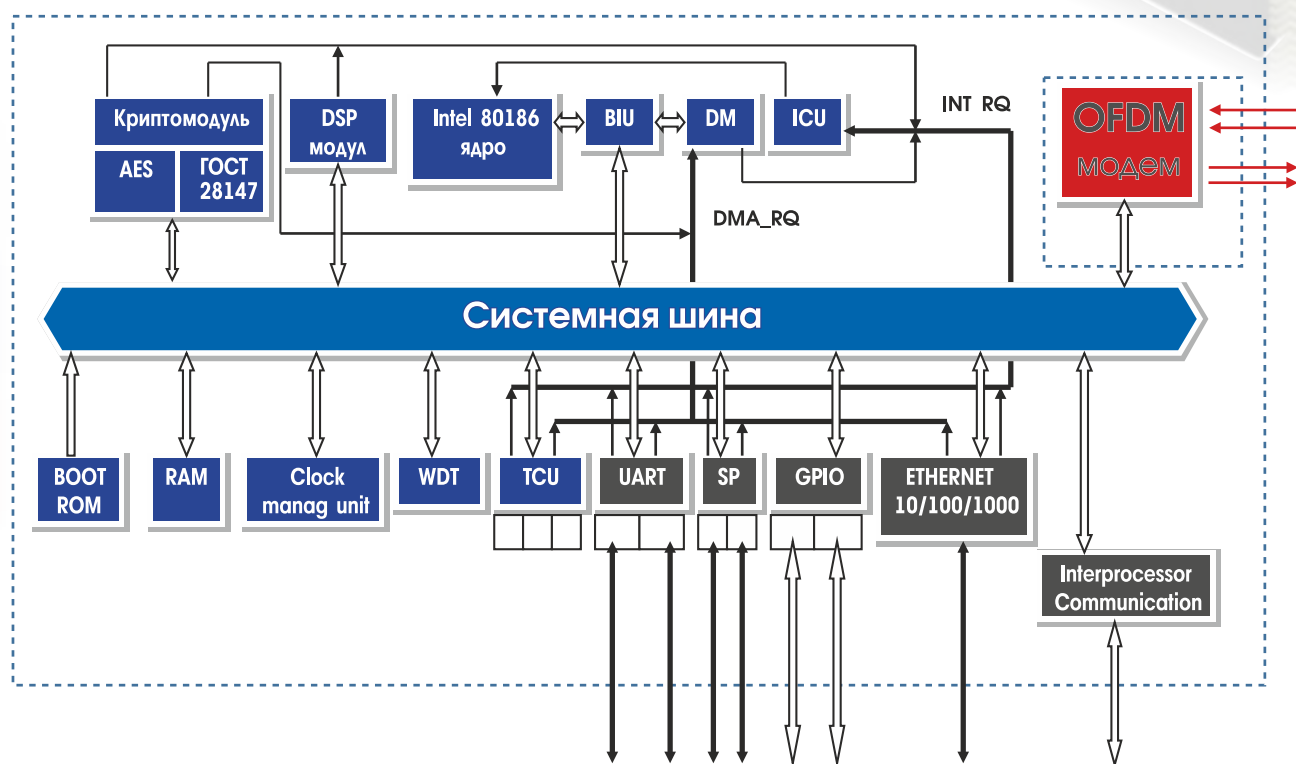 Криптомодуль
AES
ГОСТ
28147
DSP
модул
Intel 80186
ядро
BIU
DM
ICU
INT RQ
OFDM
модем
DMA_RQ
Системная шина
BOOT
ROM
RAM
Clock
manag unit
WDT
TCU
UART
SP
GPIO
ETHERNET
10/100/1000
Interprocessor
Communication